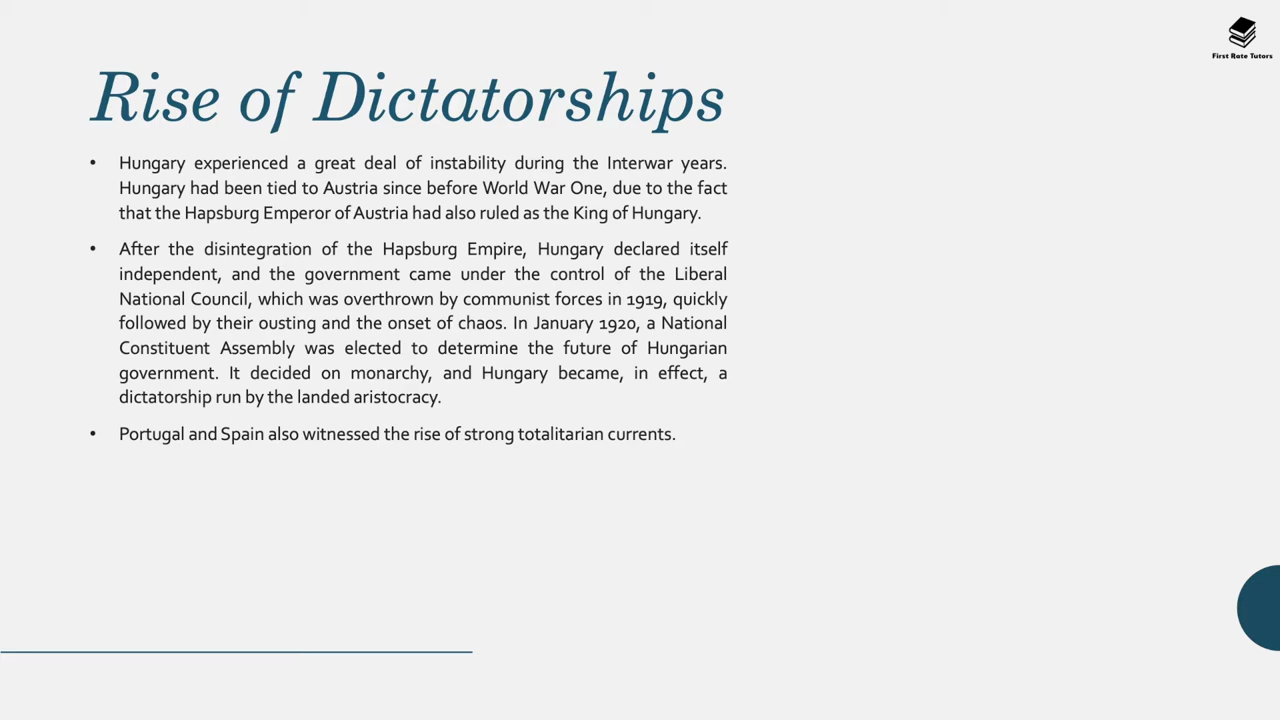 First Rate Tutors
Rise of Dictatorships
• Hungary experienced a great deal of instability during the Interwar years.
Hungary had been tied to Austria since before World War One, due to the fact
that the Hapsburg Emperor of Austria had also ruled as the King of Hungary.
• After the disintegration of the Hapsburg Empire, Hungary declared itself
independent, and the government came under the control of the Liberal
National Council, which was overthrown by communist forces in 1919, quickly
followed by their ousting and the onset of chaos. In January 1920, a National
Constituent Assembly was elected to determine the future of Hungarian
government. It decided on monarchy, and Hungary became, in effect, a
dictatorship run by the landed aristocracy.
• Portugal and Spain also witnessed the rise of strong totalitarian currents.